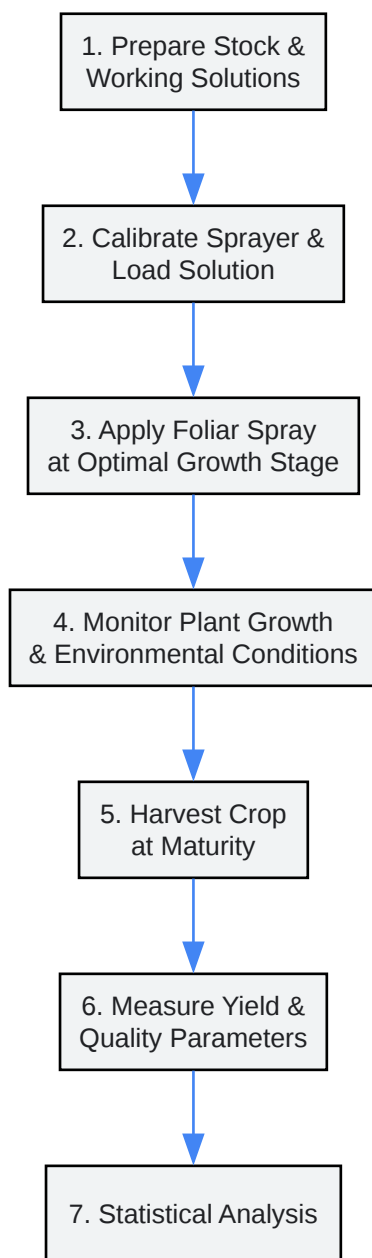 1. Prepare Stock &
Working Solutions
2. Calibrate Sprayer &
Load Solution
3. Apply Foliar Spray
at Optimal Growth Stage
4. Monitor Plant Growth
& Environmental Conditions
5. Harvest Crop
at Maturity
6. Measure Yield &
Quality Parameters
7. Statistical Analysis